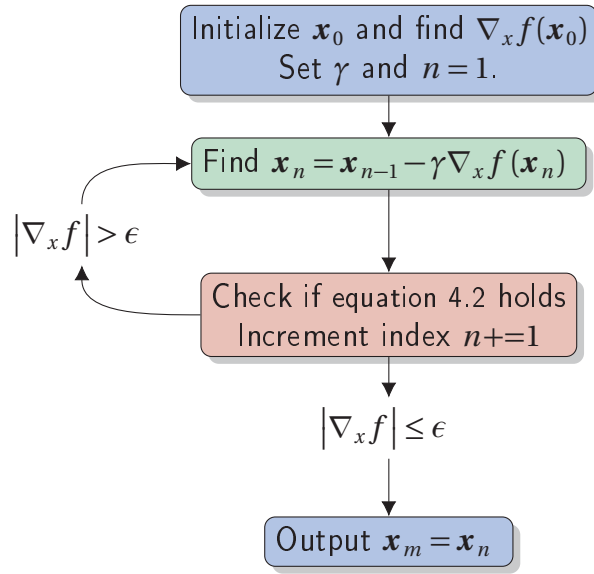 Initialize 𝒙₀ and find ∇ₓf(𝒙₀)
Set γ and n = 1.
Find 𝒙ₙ = 𝒙ₙ₋₁ − γ∇ₓf(𝒙ₙ)
|∇ₓf| > ϵ
Check if equation 4.2 holds
Increment index n+=1
|∇ₓf| ≤ ϵ
Output 𝒙ₘ = 𝒙ₙ